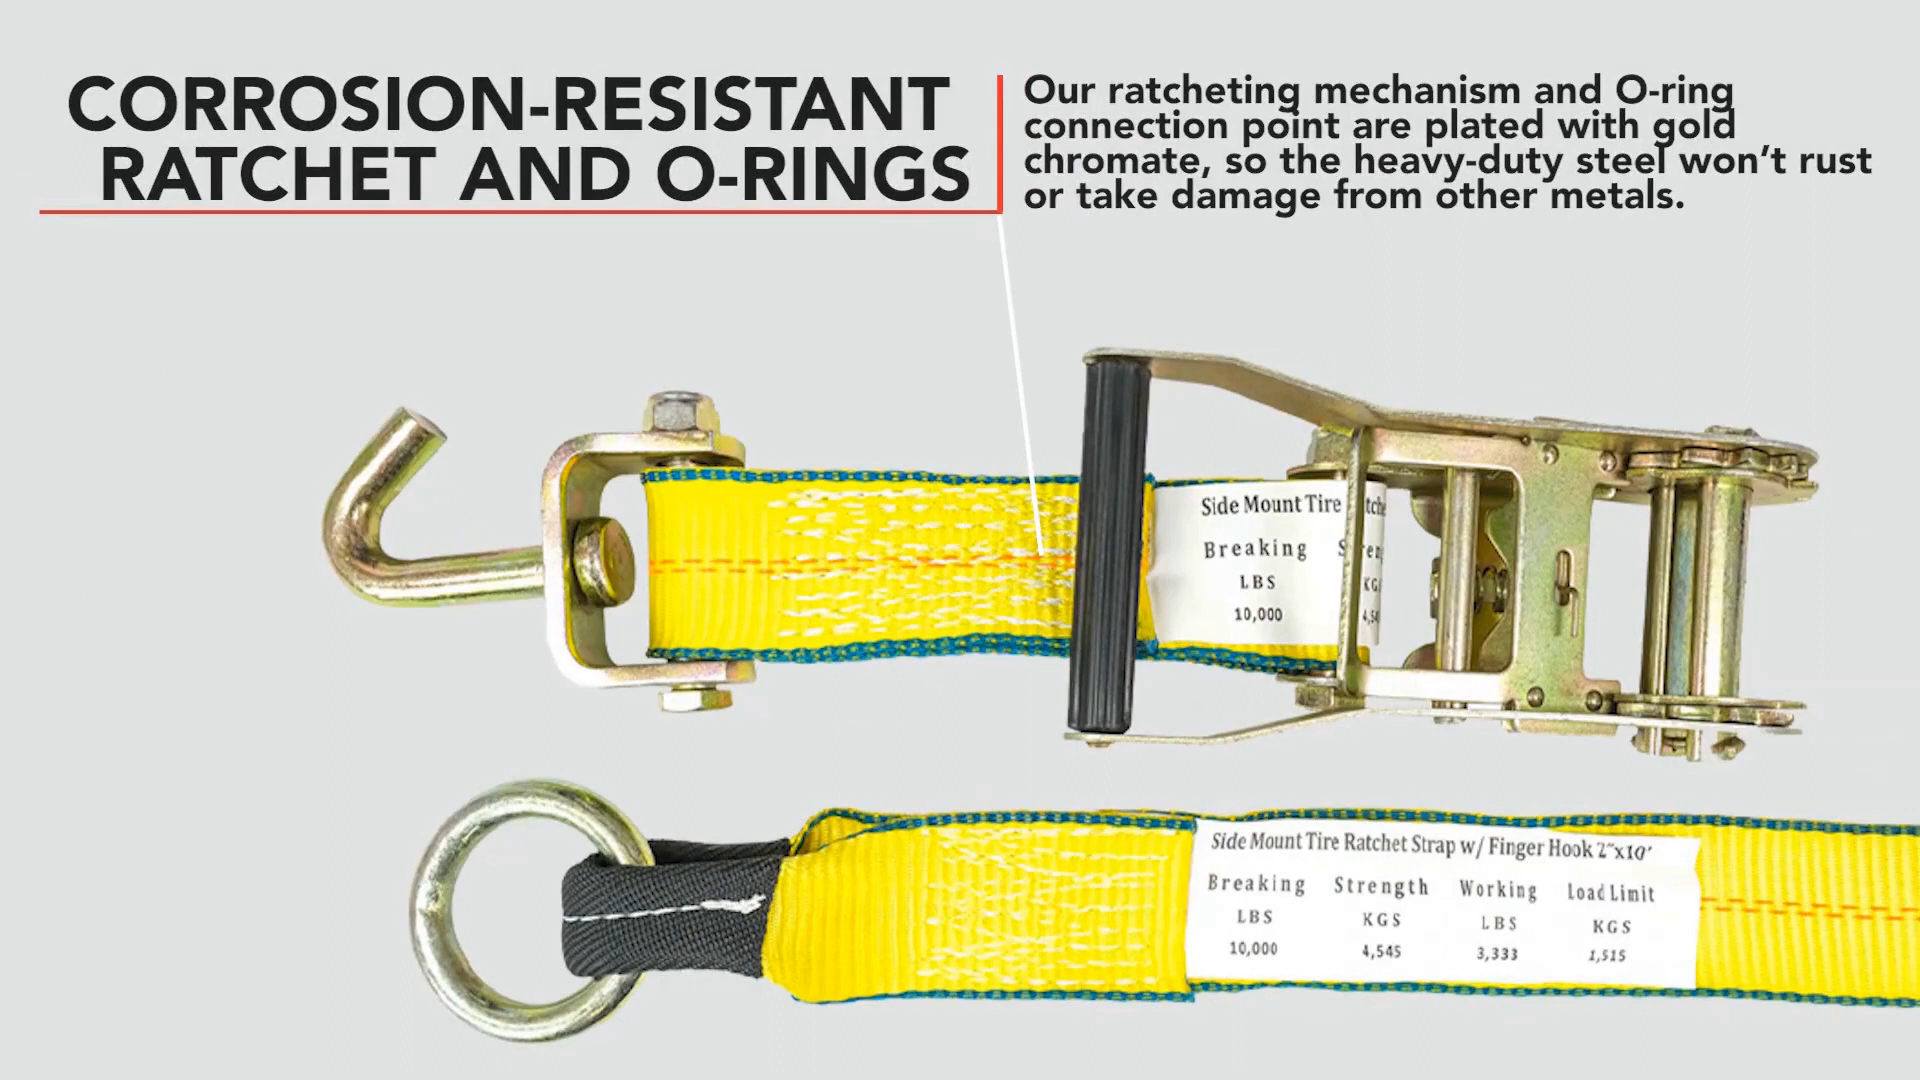 CORROSION-RESISTANT
RATCHET AND O-RINGS
Our ratcheting mechanism and O-ring
connection point are plated with gold
chromate, so the heavy-duty steel won’t rust
or take damage from other metals.
Side Mount Tire
Breaking
LBS
10,000
Side Mount Tire Ratchet Strap w/ Finger Hook 2"x10'
Breaking Strength Working Load Limit
LBS KGS LBS KGS
10,000 4,545 3,333 1,515